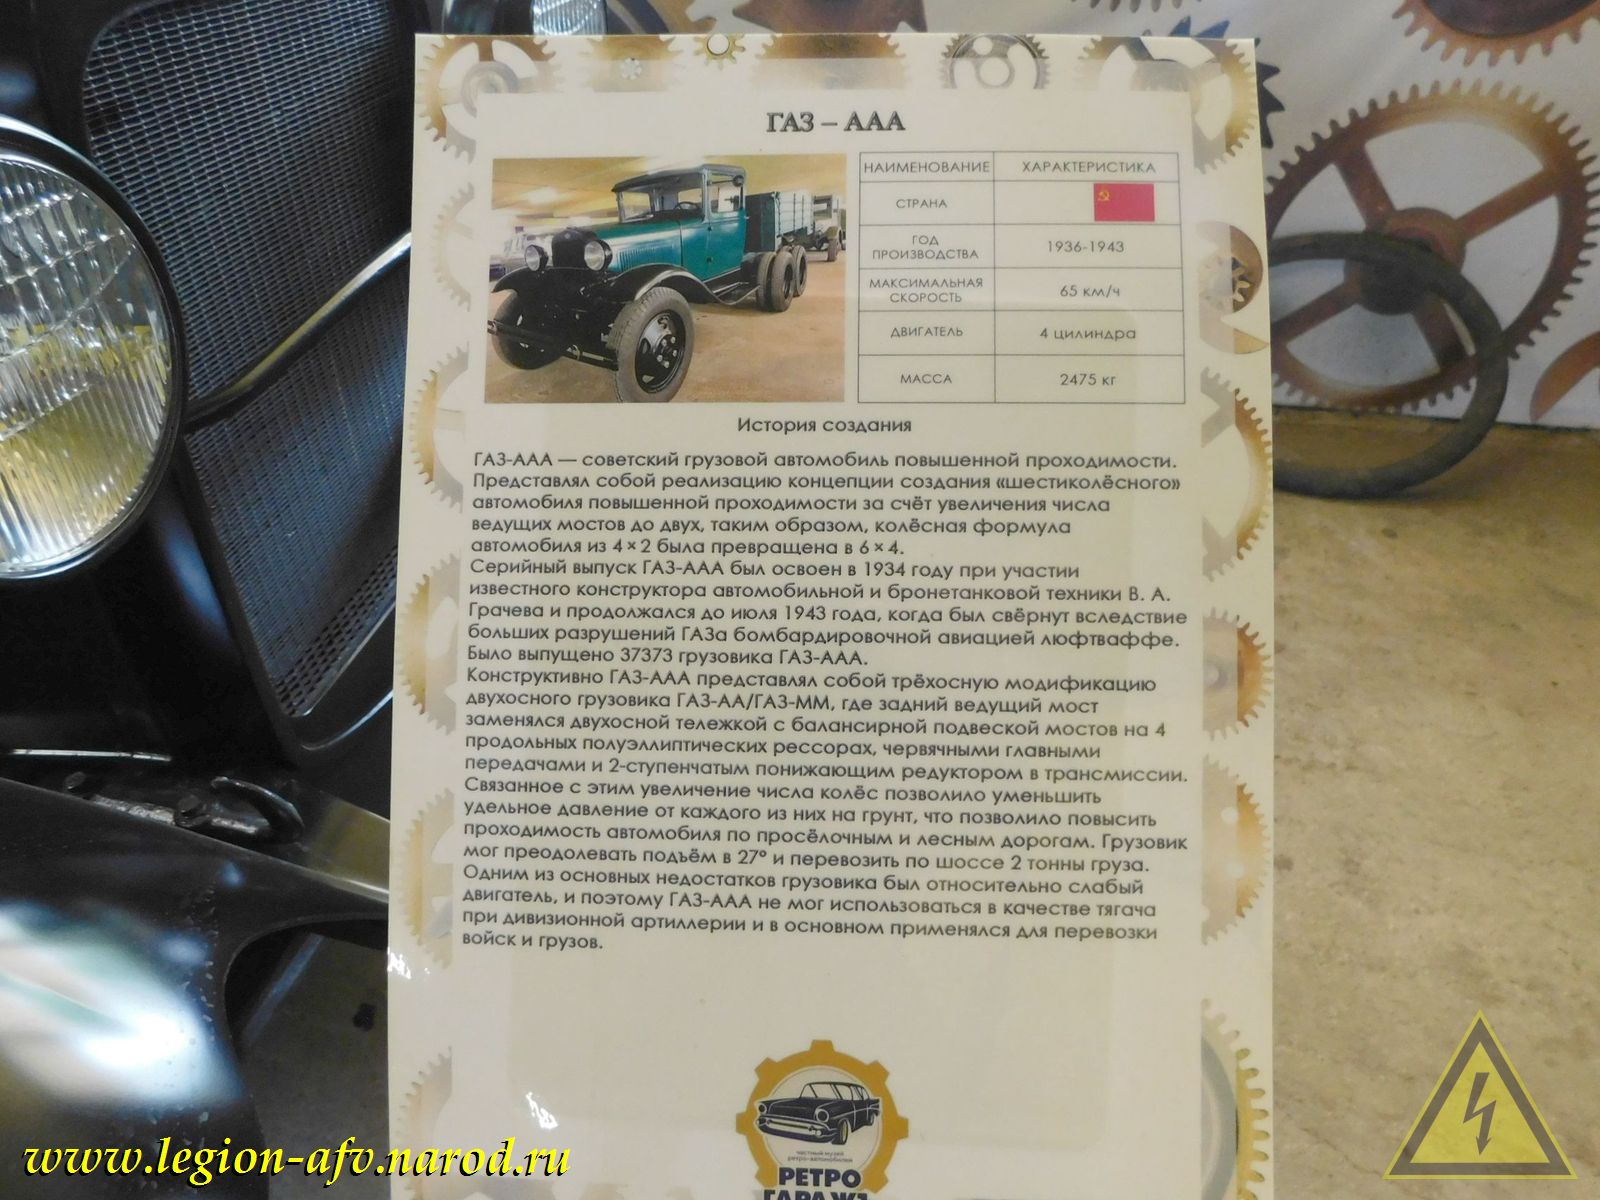 ГАЗ – ААА
НАИМЕНОВАНИЕ ХАРАКТЕРИСТИКА
СТРАНА
ГОД ПРОИЗВОДСТВА 1936-1943
МАКСИМАЛЬНАЯ СКОРОСТЬ 65 км/ч
ДВИГАТЕЛЬ 4 цилиндра
МАССА 2475 кг
История создания
ГАЗ-ААА — советский грузовой автомобиль повышенной проходимости.
Представлял собой реализацию концепции создания «шестиколёсного»
автомобиля повышенной проходимости за счёт увеличения числа
ведущих мостов до двух, таким образом, колёсная формула
автомобиля из 4 × 2 была превращена в 6 × 4.
Серийный выпуск ГАЗ-ААА был освоен в 1934 году при участии
известного конструктора автомобильной и бронетанковой техники В. А.
Грачева и продолжался до июля 1943 года, когда был свёрнут вследствие
больших разрушений ГАЗа бомбардировочной авиацией люфтваффе.
Было выпущено 37373 грузовика ГАЗ-ААА.
Конструктивно ГАЗ-ААА представлял собой трёхосную модификацию
двухосного грузовика ГАЗ-АА/ГАЗ-ММ, где задний ведущий мост
заменялся двухосной тележкой с балансирной подвеской мостов на 4
продольных полуэллиптических рессорах, червячными главными
передачами и 2-ступенчатым понижающим редуктором в трансмиссии.
Связанное с этим увеличение числа колёс позволило уменьшить
удельное давление от каждого из них на грунт, что позволило повысить
проходимость автомобиля по просёлочным и лесным дорогам. Грузовик
мог преодолевать подъём в 27° и перевозить по шоссе 2 тонны груза.
Одним из основных недостатков грузовика был относительно слабый
двигатель, и поэтому ГАЗ-ААА не мог использоваться в качестве тягача
при дивизионной артиллерии и в основном применялся для перевозки
войск и грузов.
частный музей
ретро-автомобилей
РЕТРО
ГАРАЖ
www.legion-afv.narod.ru